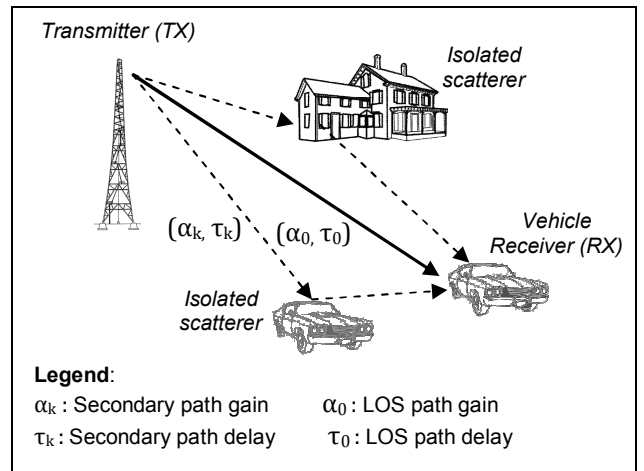 Transmitter (TX)
Isolated
scatterer
(αk, τk)
(α0, τ0)
Vehicle
Receiver (RX)
Isolated
scatterer
Legend:
αk : Secondary path gain
α0 : LOS path gain
τk : Secondary path delay
τ0 : LOS path delay